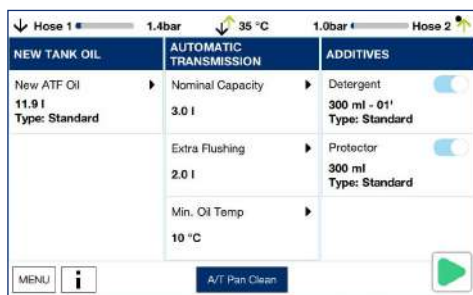 Hose 1 1.4bar 35 °C 1.0bar Hose 2
NEW TANK OIL
New ATF Oil
11.9 l
Type: Standard
AUTOMATIC
TRANSMISSION
Nominal Capacity
3.0 l
Extra Flushing
2.0 l
Min. Oil Temp
10 °C
ADDITIVES
Detergent
300 ml - 01'
Type: Standard
Protector
300 ml
Type: Standard
MENU i A/T Pan Clean